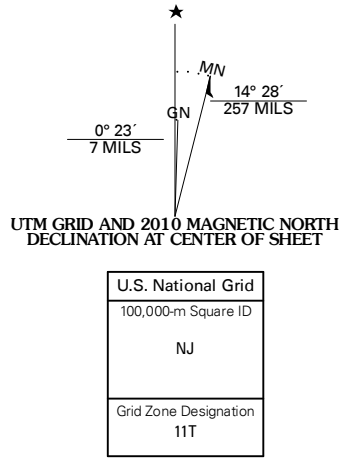 MN
14° 28´
257 MILS
GN
0° 23´
7 MILS
UTM GRID AND 2010 MAGNETIC NORTH
DECLINATION AT CENTER OF SHEET
U.S. National Grid
100,000-m Square ID
NJ
Grid Zone Designation
11T